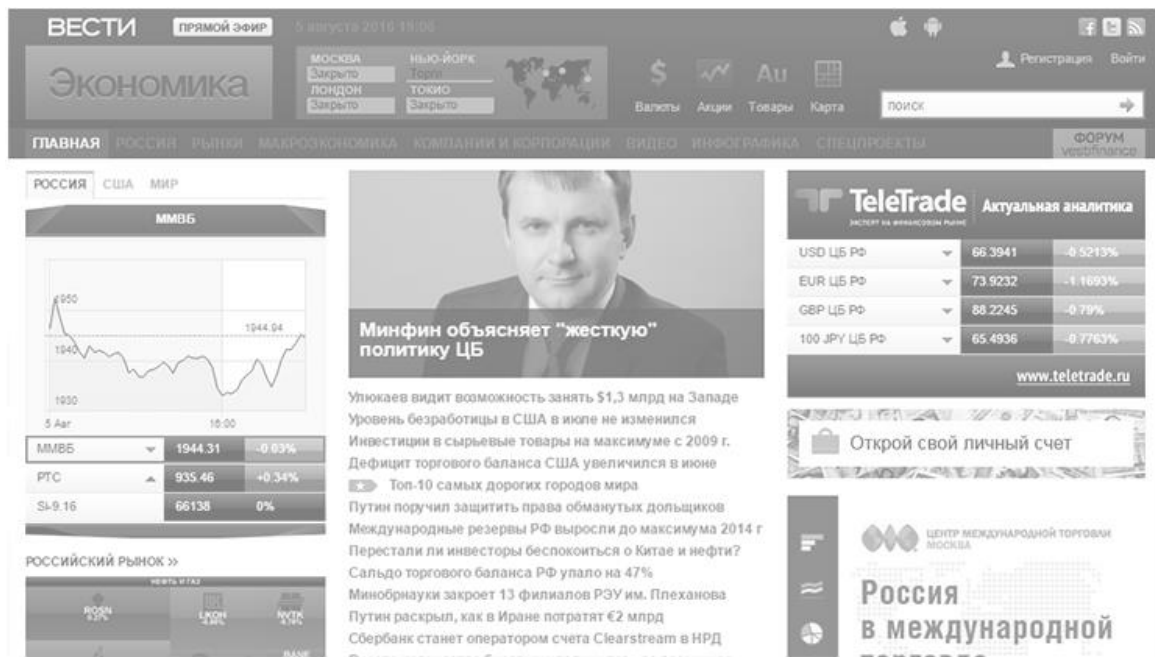 ВЕСТИ
ПРЯМОЙ ЭФИР
5 августа 2016 19:06
Экономика
МОСКВА
Закрыто
НЬЮ-ЙОРК
Торги
ЛОНДОН
Закрыто
ТОКИО
Закрыто
$
Au
Валюты Акции Товары Карта
Регистрация Войти
поиск
ГЛАВНАЯ РОССИЯ РЫНКИ МАКРОЭКОНОМИКА КОМПАНИИ И КОРПОРАЦИИ ВИДЕО ИНФОГРАФИКА СПЕЦПРОЕКТЫ
ФОРУМ
vestifinance
РОССИЯ США МИР
ММВБ
1950
1944.94
1940
1930
5 Авг 16:00
ММВБ 1944.31 -0.03%
РТС 935.46 +0.34%
Si-9.16 66138 0%
РОССИЙСКИЙ РЫНОК »
НЕФТЬ И ГАЗ
ROSN
LKOH
NVTK
BANE
Минфин объясняет "жесткую"
политику ЦБ
Улюкаев видит возможность занять $1,3 млрд на Западе
Уровень безработицы в США в июле не изменился
Инвестиции в сырьевые товары на максимуме с 2009 г.
Дефицит торгового баланса США увеличился в июне
Топ-10 самых дорогих городов мира
Путин поручил защитить права обманутых дольщиков
Международные резервы РФ выросли до максимума 2014 г
Перестали ли инвесторы беспокоиться о Китае и нефти?
Сальдо торгового баланса РФ упало на 47%
Минобрнауки закроет 13 филиалов РЭУ им. Плеханова
Путин раскрыл, как в Иране потратят €2 млрд
Сбербанк станет оператором счета Clearstream в НРД
TeleTrade
ЭКСПЕРТ НА ФИНАНСОВОМ РЫНКЕ
Актуальная аналитика
USD ЦБ РФ 66.3941 -0.5213%
EUR ЦБ РФ 73.9232 -1.1693%
GBP ЦБ РФ 88.2245 -0.79%
100 JPY ЦБ РФ 65.4936 -0.7763%
www.teletrade.ru
Открой свой личный счет
ЦЕНТР МЕЖДУНАРОДНОЙ ТОРГОВЛИ
МОСКВА
Россия
в международной